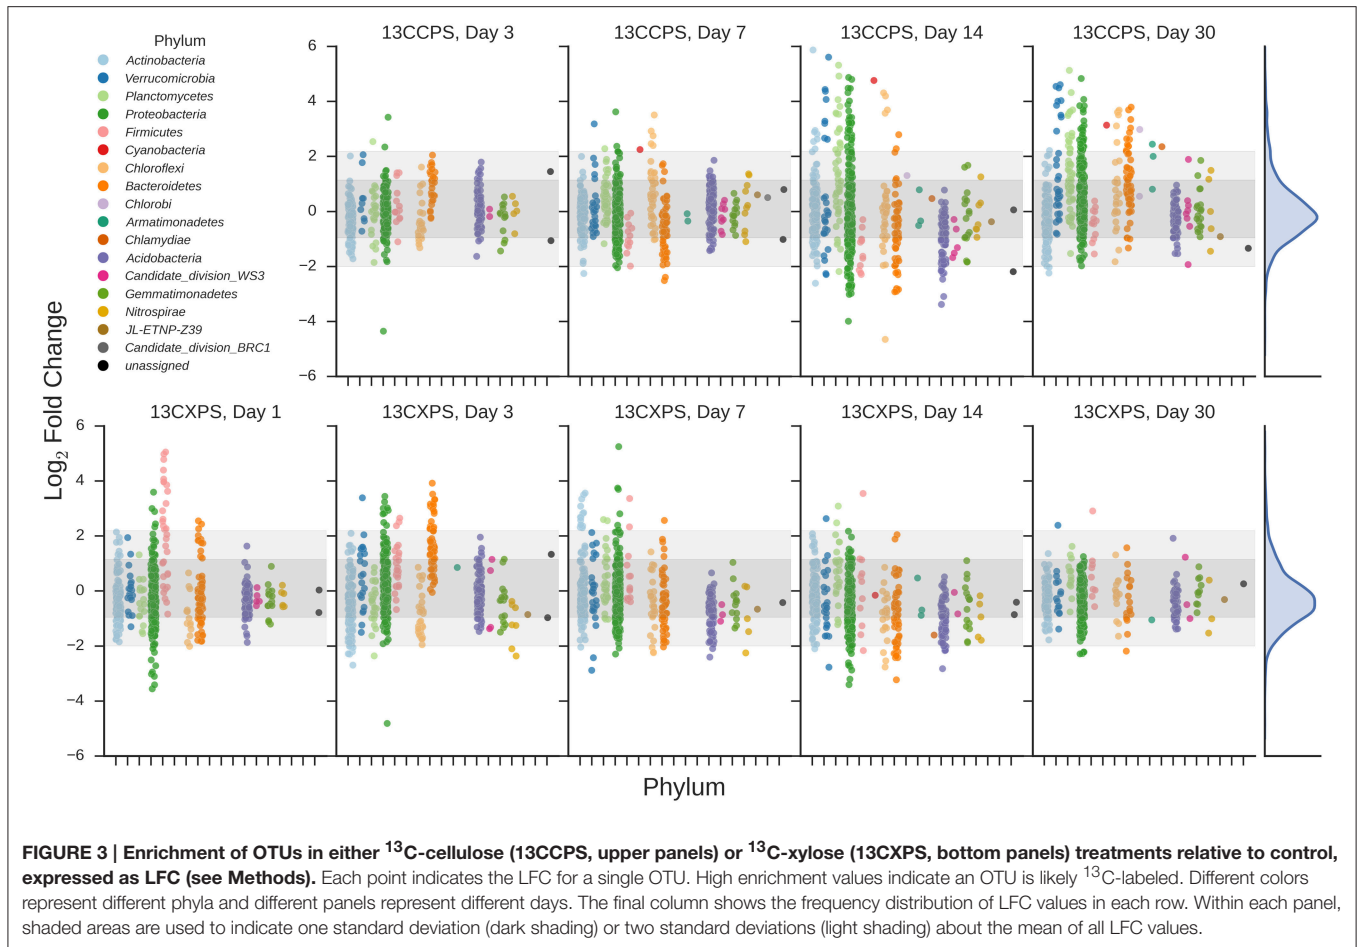 13CCPS, Day 3
13CCPS, Day 7
13CCPS, Day 14
13CCPS, Day 30
Phylum
Actinobacteria
Verrucomicrobia
Planctomycetes
Proteobacteria
Firmicutes
Cyanobacteria
Chloroflexi
Bacteroidetes
Chlorobi
Armatimonadetes
Chlamydiae
Acidobacteria
Candidate_division_WS3
Gemmatimonadetes
Nitrospirae
JL-ETNP-Z39
Candidate_division_BRC1
unassigned
6
4
2
0
−2
−4
−6
Log2 Fold Change
13CXPS, Day 1
13CXPS, Day 3
13CXPS, Day 7
13CXPS, Day 14
13CXPS, Day 30
6
4
2
0
−2
−4
−6
Phylum
FIGURE 3 | Enrichment of OTUs in either 13C-cellulose (13CCPS, upper panels) or 13C-xylose (13CXPS, bottom panels) treatments relative to control,
expressed as LFC (see Methods). Each point indicates the LFC for a single OTU. High enrichment values indicate an OTU is likely 13C-labeled. Different colors
represent different phyla and different panels represent different days. The final column shows the frequency distribution of LFC values in each row. Within each panel,
shaded areas are used to indicate one standard deviation (dark shading) or two standard deviations (light shading) about the mean of all LFC values.